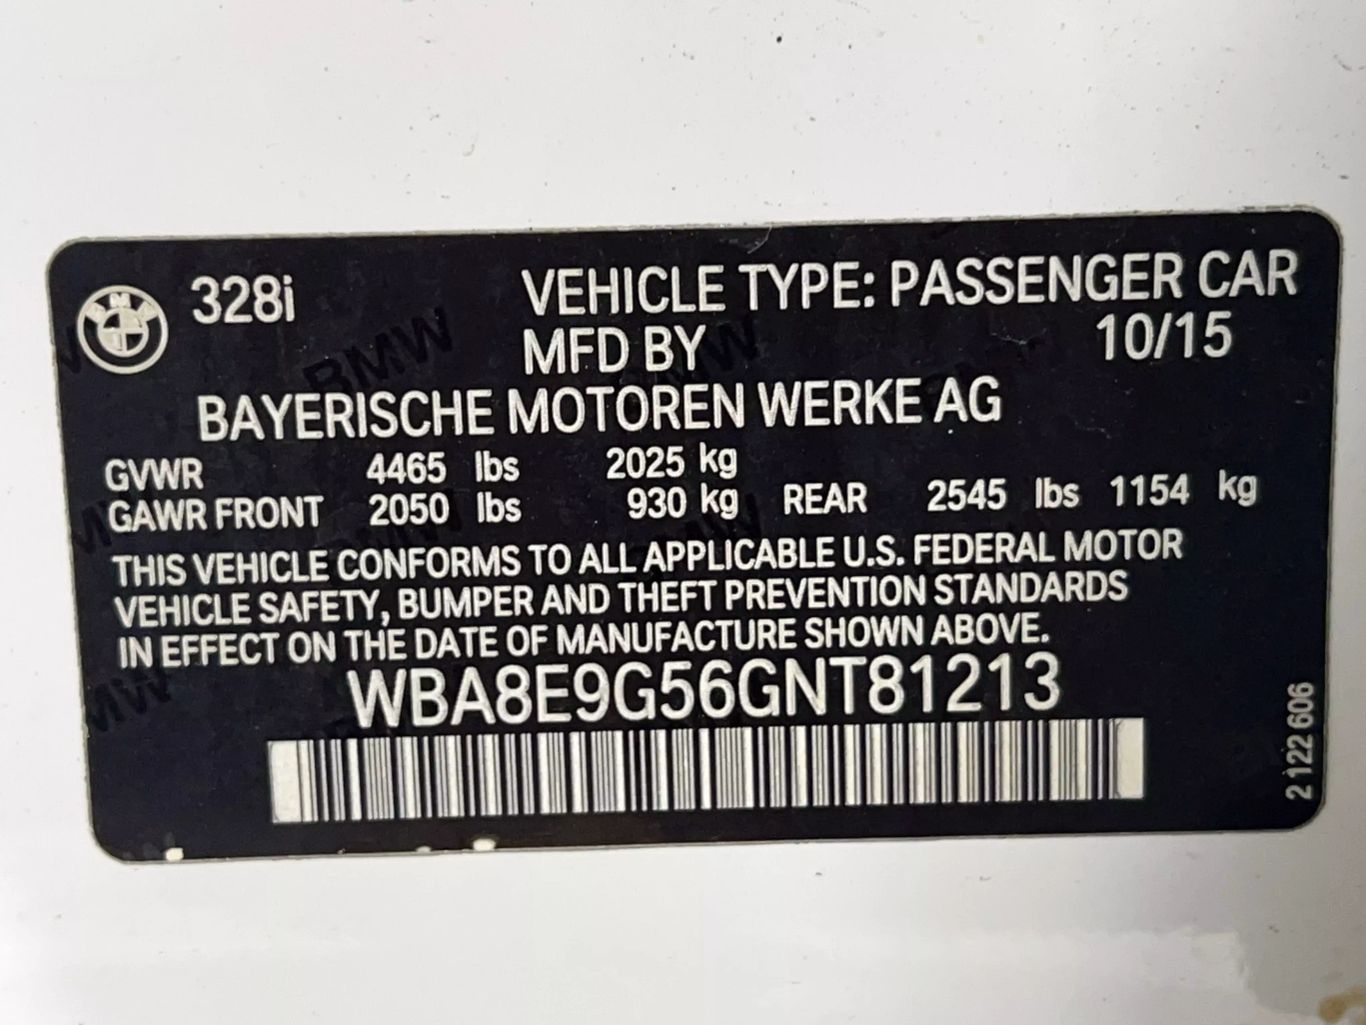 328i VEHICLE TYPE: PASSENGER CAR
MFD BY 10/15
BAYERISCHE MOTOREN WERKE AG
GVWR 4465 lbs 2025 kg
GAWR FRONT 2050 lbs 930 kg REAR 2545 lbs 1154 kg
THIS VEHICLE CONFORMS TO ALL APPLICABLE U.S. FEDERAL MOTOR
VEHICLE SAFETY, BUMPER AND THEFT PREVENTION STANDARDS
IN EFFECT ON THE DATE OF MANUFACTURE SHOWN ABOVE.
WBA8E9G56GNT81213
2 122 606